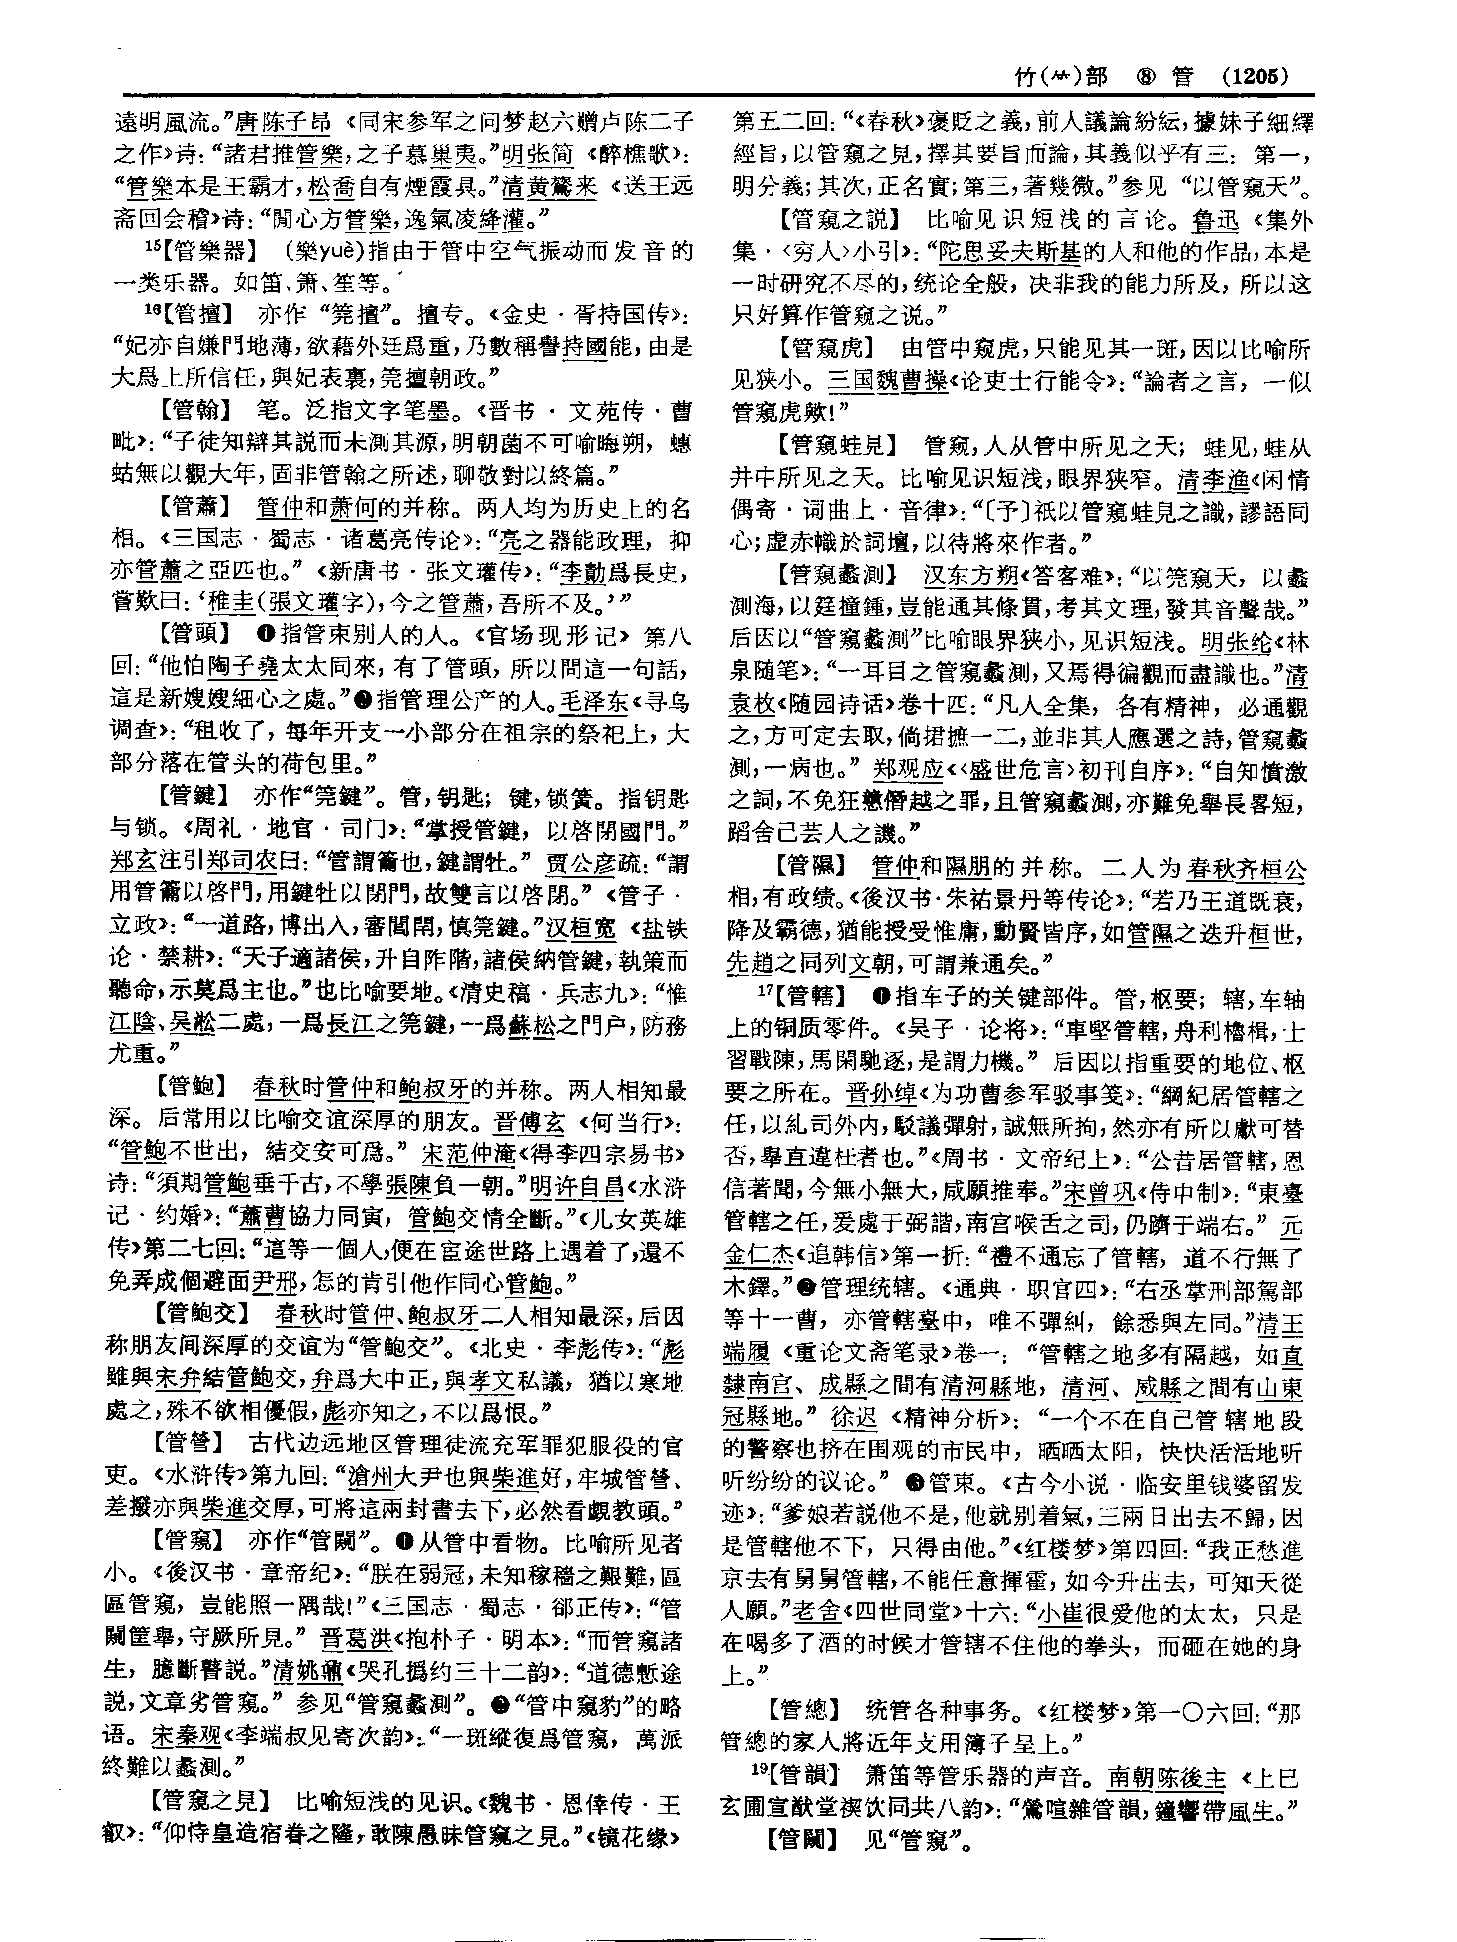 竹(⺮)部 ⑧ 管 (1205)
遠明風流。”唐陈子昂《同宋参军之问梦赵六赠卢陈二子
之作》诗：“諸君推管樂，之子慕巢夷。”明张简《醉樵歌》：
“管樂本是王霸才，松喬自有煙霞具。”清黄鷟来《送王远
斋回会稽》诗：“閒心方管樂，逸氣凌絳灌。”
15【管樂器】 (樂yuè)指由于管中空气振动而发音的
一类乐器。如笛、箫、笙等。
16【管擅】 亦作“筦擅”。擅专。《金史·胥持国传》：
“妃亦自嫌門地薄，欲藉外廷爲重，乃數稱譽持國能，由是
大爲上所信任，與妃表裏，筦擅朝政。”
【管翰】 笔。泛指文字笔墨。《晋书·文苑传·曹
毗》：“子徒知辯其説而未測其源，明朝菌不可喻晦朔，蟪
蛄無以觀大年，固非管翰之所述，聊敬對以終篇。”
【管蕭】 管仲和萧何的并称。两人均为历史上的名
相。《三国志·蜀志·诸葛亮传论》：“亮之器能政理，抑
亦管蕭之亞匹也。”《新唐书·张文瓘传》：“李勣爲長史，
嘗歎曰：‘稚圭(張文瓘字)，今之管蕭，吾所不及。’”
【管頭】 ❶指管束别人的人。《官场现形记》第八
回：“他怕陶子堯太太同來，有了管頭，所以問這一句話，
這是新嫂嫂細心之處。”❷指管理公产的人。毛泽东《寻乌
调查》：“租收了，每年开支一小部分在祖宗的祭祀上，大
部分落在管头的荷包里。”
【管鍵】 亦作“筦鍵”。管，钥匙；键，锁簧。指钥匙
与锁。《周礼·地官·司门》：“掌授管鍵，以啓閉國門。”
郑玄注引郑司农曰：“管謂籥也，鍵謂牡。”贾公彦疏：“謂
用管籥以啓門，用鍵牡以閉門，故雙言以啓閉。”《管子·
立政》：“一道路，博出入，審閭閈，慎筦鍵。”汉桓宽《盐铁
论·禁耕》：“天子適諸侯，升自阼階，諸侯納管鍵，執策而
聽命，示莫爲主也。”也比喻要地。《清史稿·兵志九》：“惟
江陰、吴淞二處，一爲長江之筦鍵，一爲蘇松之門户，防務
尤重。”
【管鮑】 春秋时管仲和鲍叔牙的并称。两人相知最
深。后常用以比喻交谊深厚的朋友。晋傅玄《何当行》：
“管鮑不世出，結交安可爲。”宋范仲淹《得李四宗易书》
诗：“須期管鮑垂千古，不學張陳負一朝。”明许自昌《水浒
记·约婚》：“蕭曹協力同寅，管鮑交情全斷。”《儿女英雄
传》第二七回：“這等一個人，便在宦途世路上遇着了，還不
免弄成個避面尹邢，怎的肯引他作同心管鮑。”
【管鮑交】 春秋时管仲、鲍叔牙二人相知最深，后因
称朋友间深厚的交谊为“管鲍交”。《北史·李彪传》：“彪
雖與宋弁結管鮑交，弁爲大中正，與孝文私議，猶以寒地
處之，殊不欲相優假，彪亦知之，不以爲恨。”
【管營】 古代边远地区管理徒流充军罪犯服役的官
吏。《水浒传》第九回：“滄州大尹也與柴進好，牢城管營、
差撥亦與柴進交厚，可將這兩封書去下，必然看覷教頭。”
【管窺】 亦作“管闚”。❶从管中看物。比喻所见者
小。《後汉书·章帝纪》：“朕在弱冠，未知稼穡之艱難，區
區管窺，豈能照一隅哉！”《三国志·蜀志·郤正传》：“管
闚筐舉，守厥所見。”晋葛洪《抱朴子·明本》：“而管窺諸
生，臆斷瞽説。”清姚鼐《哭孔撝约三十二韵》：“道德慙途
説，文章劣管窺。”参见“管窺蠡測”。❷“管中窺豹”的略
语。宋秦观《李端叔见寄次韵》：“一斑縱復爲管窺，萬派
終難以蠡測。”
【管窺之見】 比喻短浅的见识。《魏书·恩倖传·王
叡》：“仰恃皇造宿眷之隆，敢陳愚昧管窺之見。”《镜花缘》
第五二回：“《春秋》褒貶之義，前人議論紛紜，據妹子細繹
經旨，以管窺之見，擇其要旨而論，其義似乎有三：第一，
明分義；其次，正名實；第三，著幾微。”参见“以管窺天”。
【管窺之説】 比喻见识短浅的言论。鲁迅《集外
集·〈穷人〉小引》：“陀思妥夫斯基的人和他的作品，本是
一时研究不尽的，统论全般，决非我的能力所及，所以这
只好算作管窥之说。”
【管窺虎】 由管中窥虎，只能见其一斑，因以比喻所
见狭小。三国魏曹操《论吏士行能令》：“論者之言，一似
管窺虎歟！”
【管窺蛙見】 管窥，人从管中所见之天；蛙见，蛙从
井中所见之天。比喻见识短浅，眼界狭窄。清李渔《闲情
偶寄·词曲上·音律》：“〔予〕祇以管窺蛙見之識，謬語同
心；虚赤幟於詞壇，以待將來作者。”
【管窺蠡測】 汉东方朔《答客难》：“以筦窺天，以蠡
測海，以筳撞鍾，豈能通其條貫，考其文理，發其音聲哉。”
后因以“管窺蠡測”比喻眼界狭小，见识短浅。明张纶《林
泉随笔》：“一耳目之管窺蠡測，又焉得徧觀而盡識也。”清
袁枚《随园诗话》卷十四：“凡人全集，各有精神，必通觀
之，方可定去取，倘捃摭一二，並非其人應選之詩，管窺蠡
測，一病也。”郑观应《〈盛世危言〉初刊自序》：“自知憤激
之詞，不免狂戆僭越之罪，且管窺蠡測，亦難免舉長畧短，
蹈舍己芸人之譏。”
【管隰】 管仲和隰朋的并称。二人为春秋齐桓公
相，有政绩。《後汉书·朱祐景丹等传论》：“若乃王道既衰，
降及霸德，猶能授受惟庸，勳賢皆序，如管隰之迭升桓世，
先趙之同列文朝，可謂兼通矣。”
17【管轄】 ❶指车子的关键部件。管，枢要；辖，车轴
上的铜质零件。《吴子·论将》：“車堅管轄，舟利櫓楫，士
習戰陳，馬閑馳逐，是謂力機。”后因以指重要的地位、枢
要之所在。晋孙绰《为功曹参军驳事笺》：“綱紀居管轄之
任，以糺司外内，駁議彈射，誠無所拘，然亦有所以獻可替
否，舉直違枉者也。”《周书·文帝纪上》：“公昔居管轄，恩
信著聞，今無小無大，咸願推奉。”宋曾巩《侍中制》：“東臺
管轄之任，爰處于弼諧，南宫喉舌之司，仍躋于端右。”元
金仁杰《追韩信》第一折：“禮不通忘了管轄，道不行無了
木鐸。”❷管理统辖。《通典·职官四》：“右丞掌刑部駕部
等十一曹，亦管轄臺中，唯不彈糾，餘悉與左同。”清王
端履《重论文斋笔录》卷一：“管轄之地多有隔越，如直
隸南宫、成縣之間有清河縣地，清河、威縣之間有山東
冠縣地。”徐迟《精神分析》：“一个不在自己管辖地段
的警察也挤在围观的市民中，晒晒太阳，快快活活地听
听纷纷的议论。”❸管束。《古今小说·临安里钱婆留发
迹》：“爹娘若説他不是，他就别着氣，三兩日出去不歸，因
是管轄他不下，只得由他。”《红楼梦》第四回：“我正愁進
京去有舅舅管轄，不能任意揮霍，如今升出去，可知天從
人願。”老舍《四世同堂》十六：“小崔很爱他的太太，只是
在喝多了酒的时候才管辖不住他的拳头，而砸在她的身
上。”
【管總】 统管各种事务。《红楼梦》第一〇六回：“那
管總的家人將近年支用簿子呈上。”
19【管韻】 箫笛等管乐器的声音。南朝陈後主《上巳
玄圃宣猷堂禊饮同共八韵》：“鶯喧雜管韻，鐘響帶風生。”
【管闚】 见“管窺”。